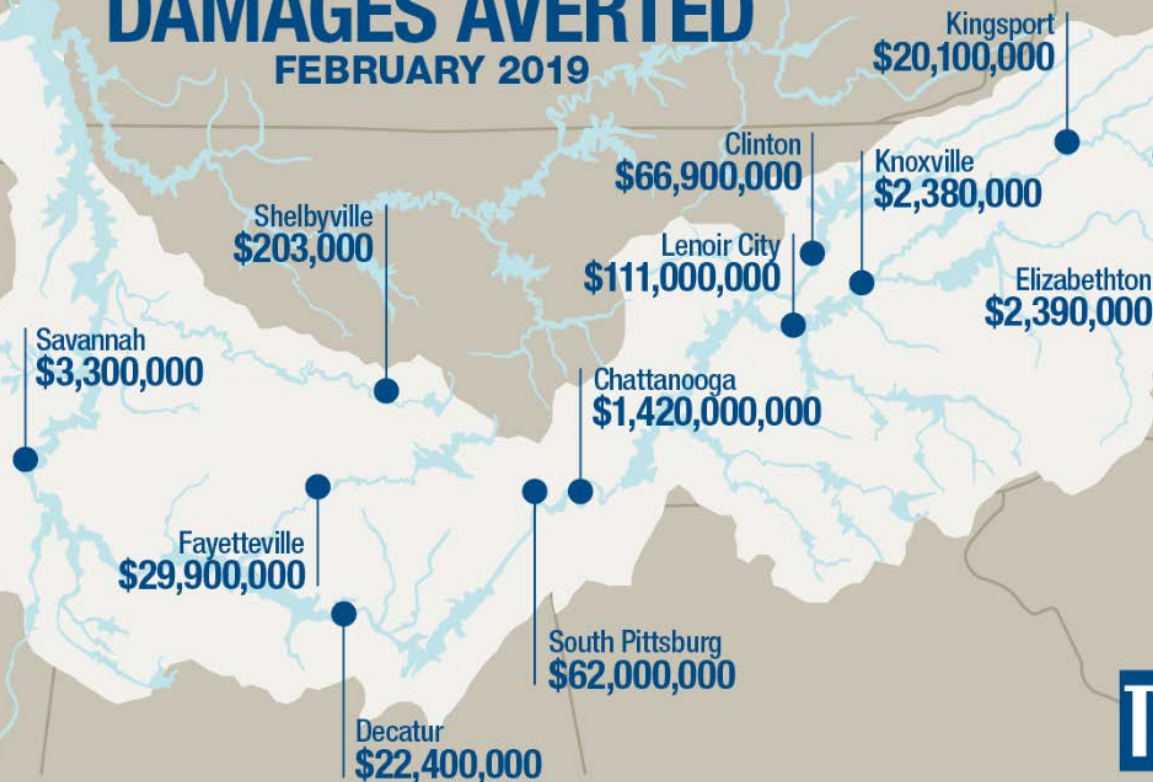 DAMAGES AVERTED
FEBRUARY 2019
Kingsport
$20,100,000
Clinton
$66,900,000
Knoxville
$2,380,000
Shelbyville
$203,000
Lenoir City
$111,000,000
Elizabethton
$2,390,000
Savannah
$3,300,000
Chattanooga
$1,420,000,000
Fayetteville
$29,900,000
South Pittsburg
$62,000,000
Decatur
$22,400,000
T